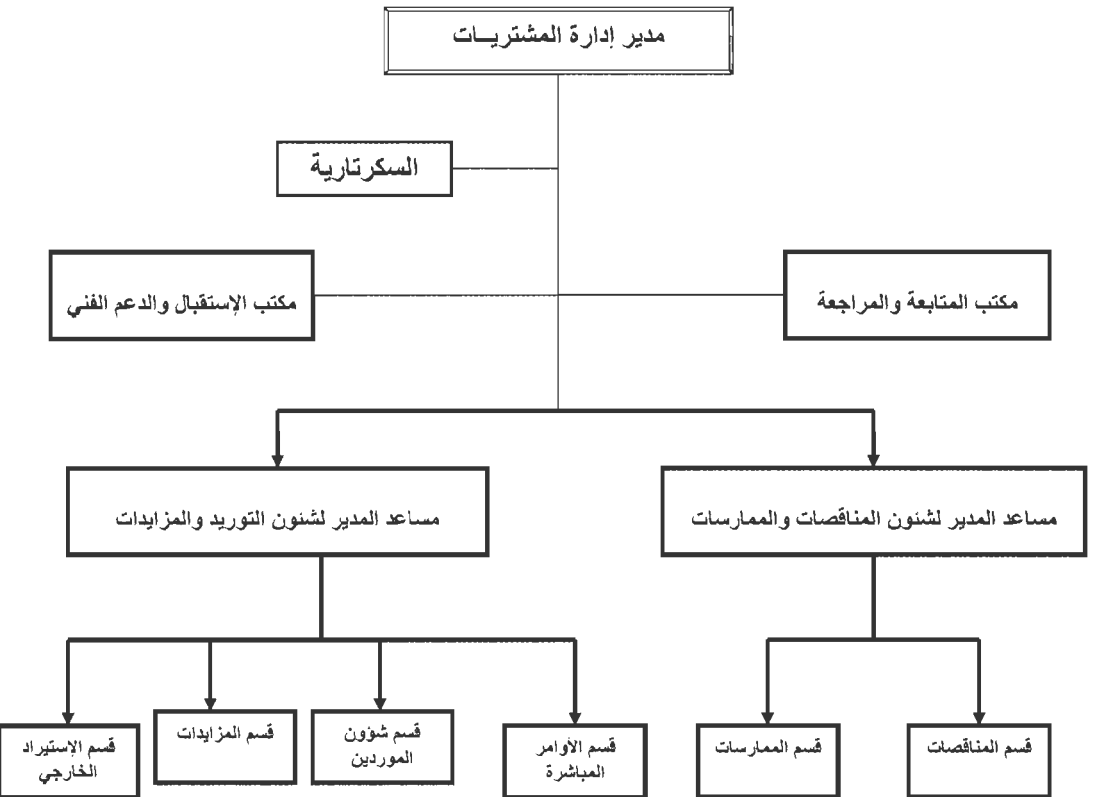 مدير إدارة المشتريــات
السكرتارية
مكتب المتابعة والمراجعة
مكتب الإستقبال والدعم الفني
مساعد المدير لشئون المناقصات والممارسات
مساعد المدير لشئون التوريد والمزايدات
قسم المناقصات
قسم الممارسات
قسم الأوامر
المباشرة
قسم شؤون
الموردين
قسم المزايدات
قسم الإستيراد
الخارجي